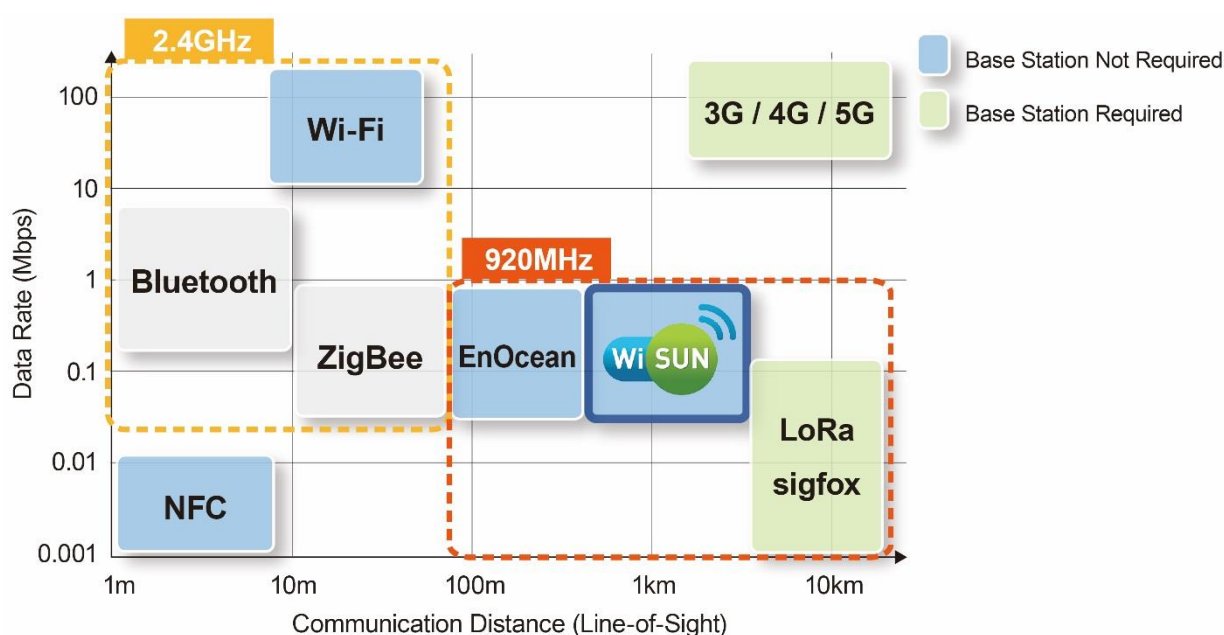 2.4GHz
Base Station Not Required
Base Station Required
100
Wi-Fi
3G / 4G / 5G
10
Data Rate (Mbps)
920MHz
Bluetooth
1
ZigBee
EnOcean
Wi SUN
0.1
LoRa
sigfox
0.01
NFC
0.001
1m
10m
100m
1km
10km
Communication Distance (Line-of-Sight)